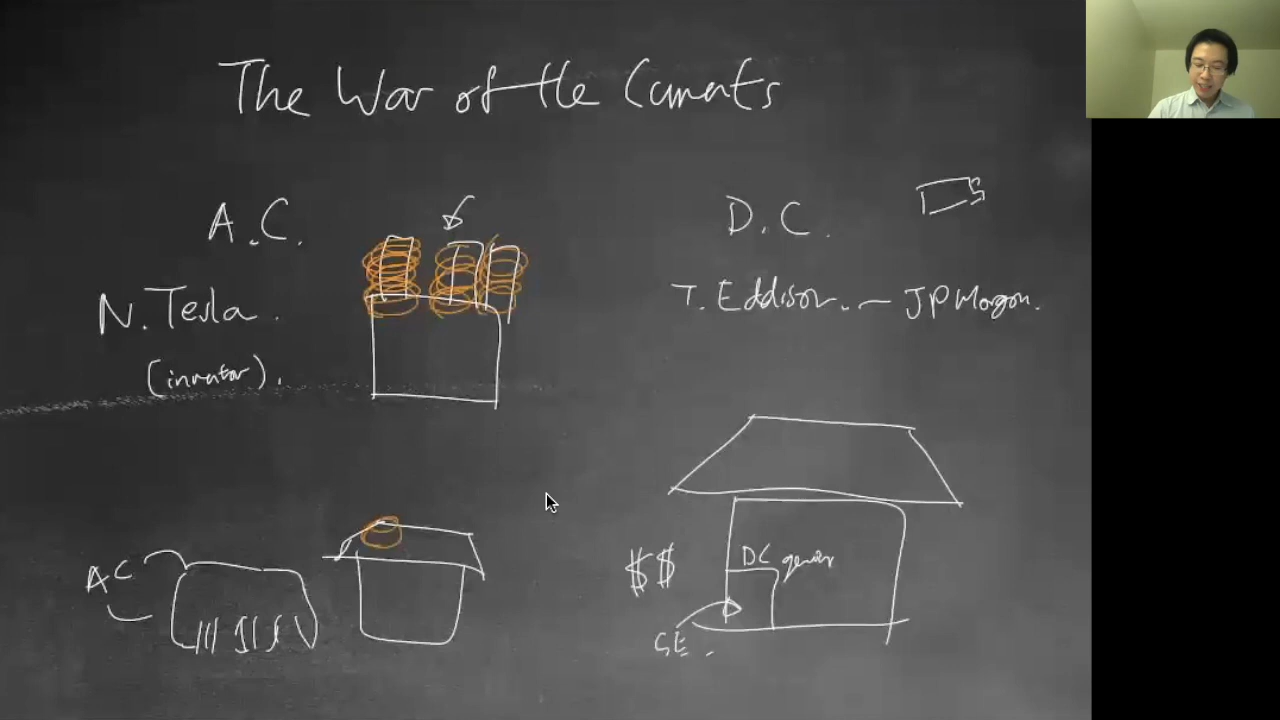 The War of the Currents
A.C.
D.C.
N. Tesla.
T. Eddison. — JP Morgan.
(inventor).
AC
$$
DC
GE.